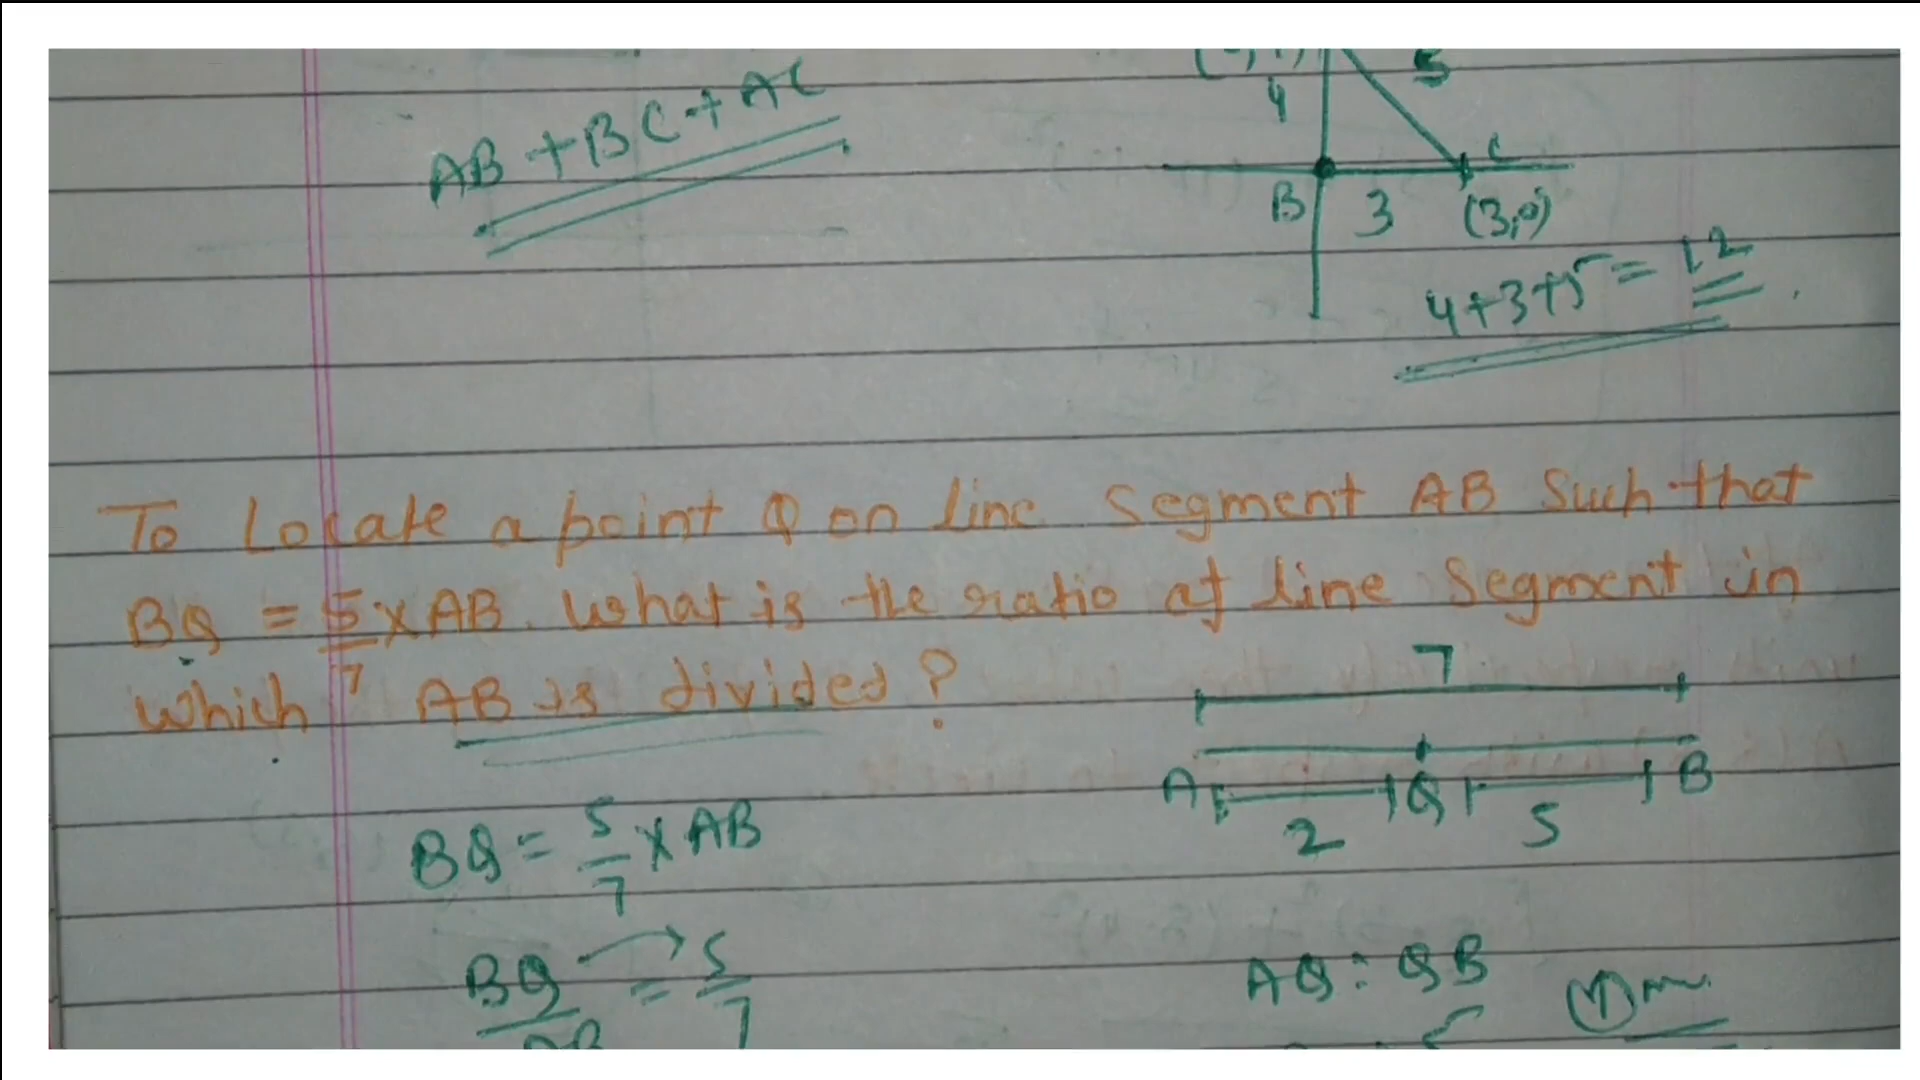 5
4
AB + BC + AC
C
B 3 (3,0)
4+3+5 = 12
To Locate a point Q on line segment AB Such that
BQ = 5/7 X AB. What is the ratio of line segment in
which AB is divided ?
7
A Q B
2 5
BQ = 5/7 X AB
BQ/AB = 5/7
AQ : QB
5